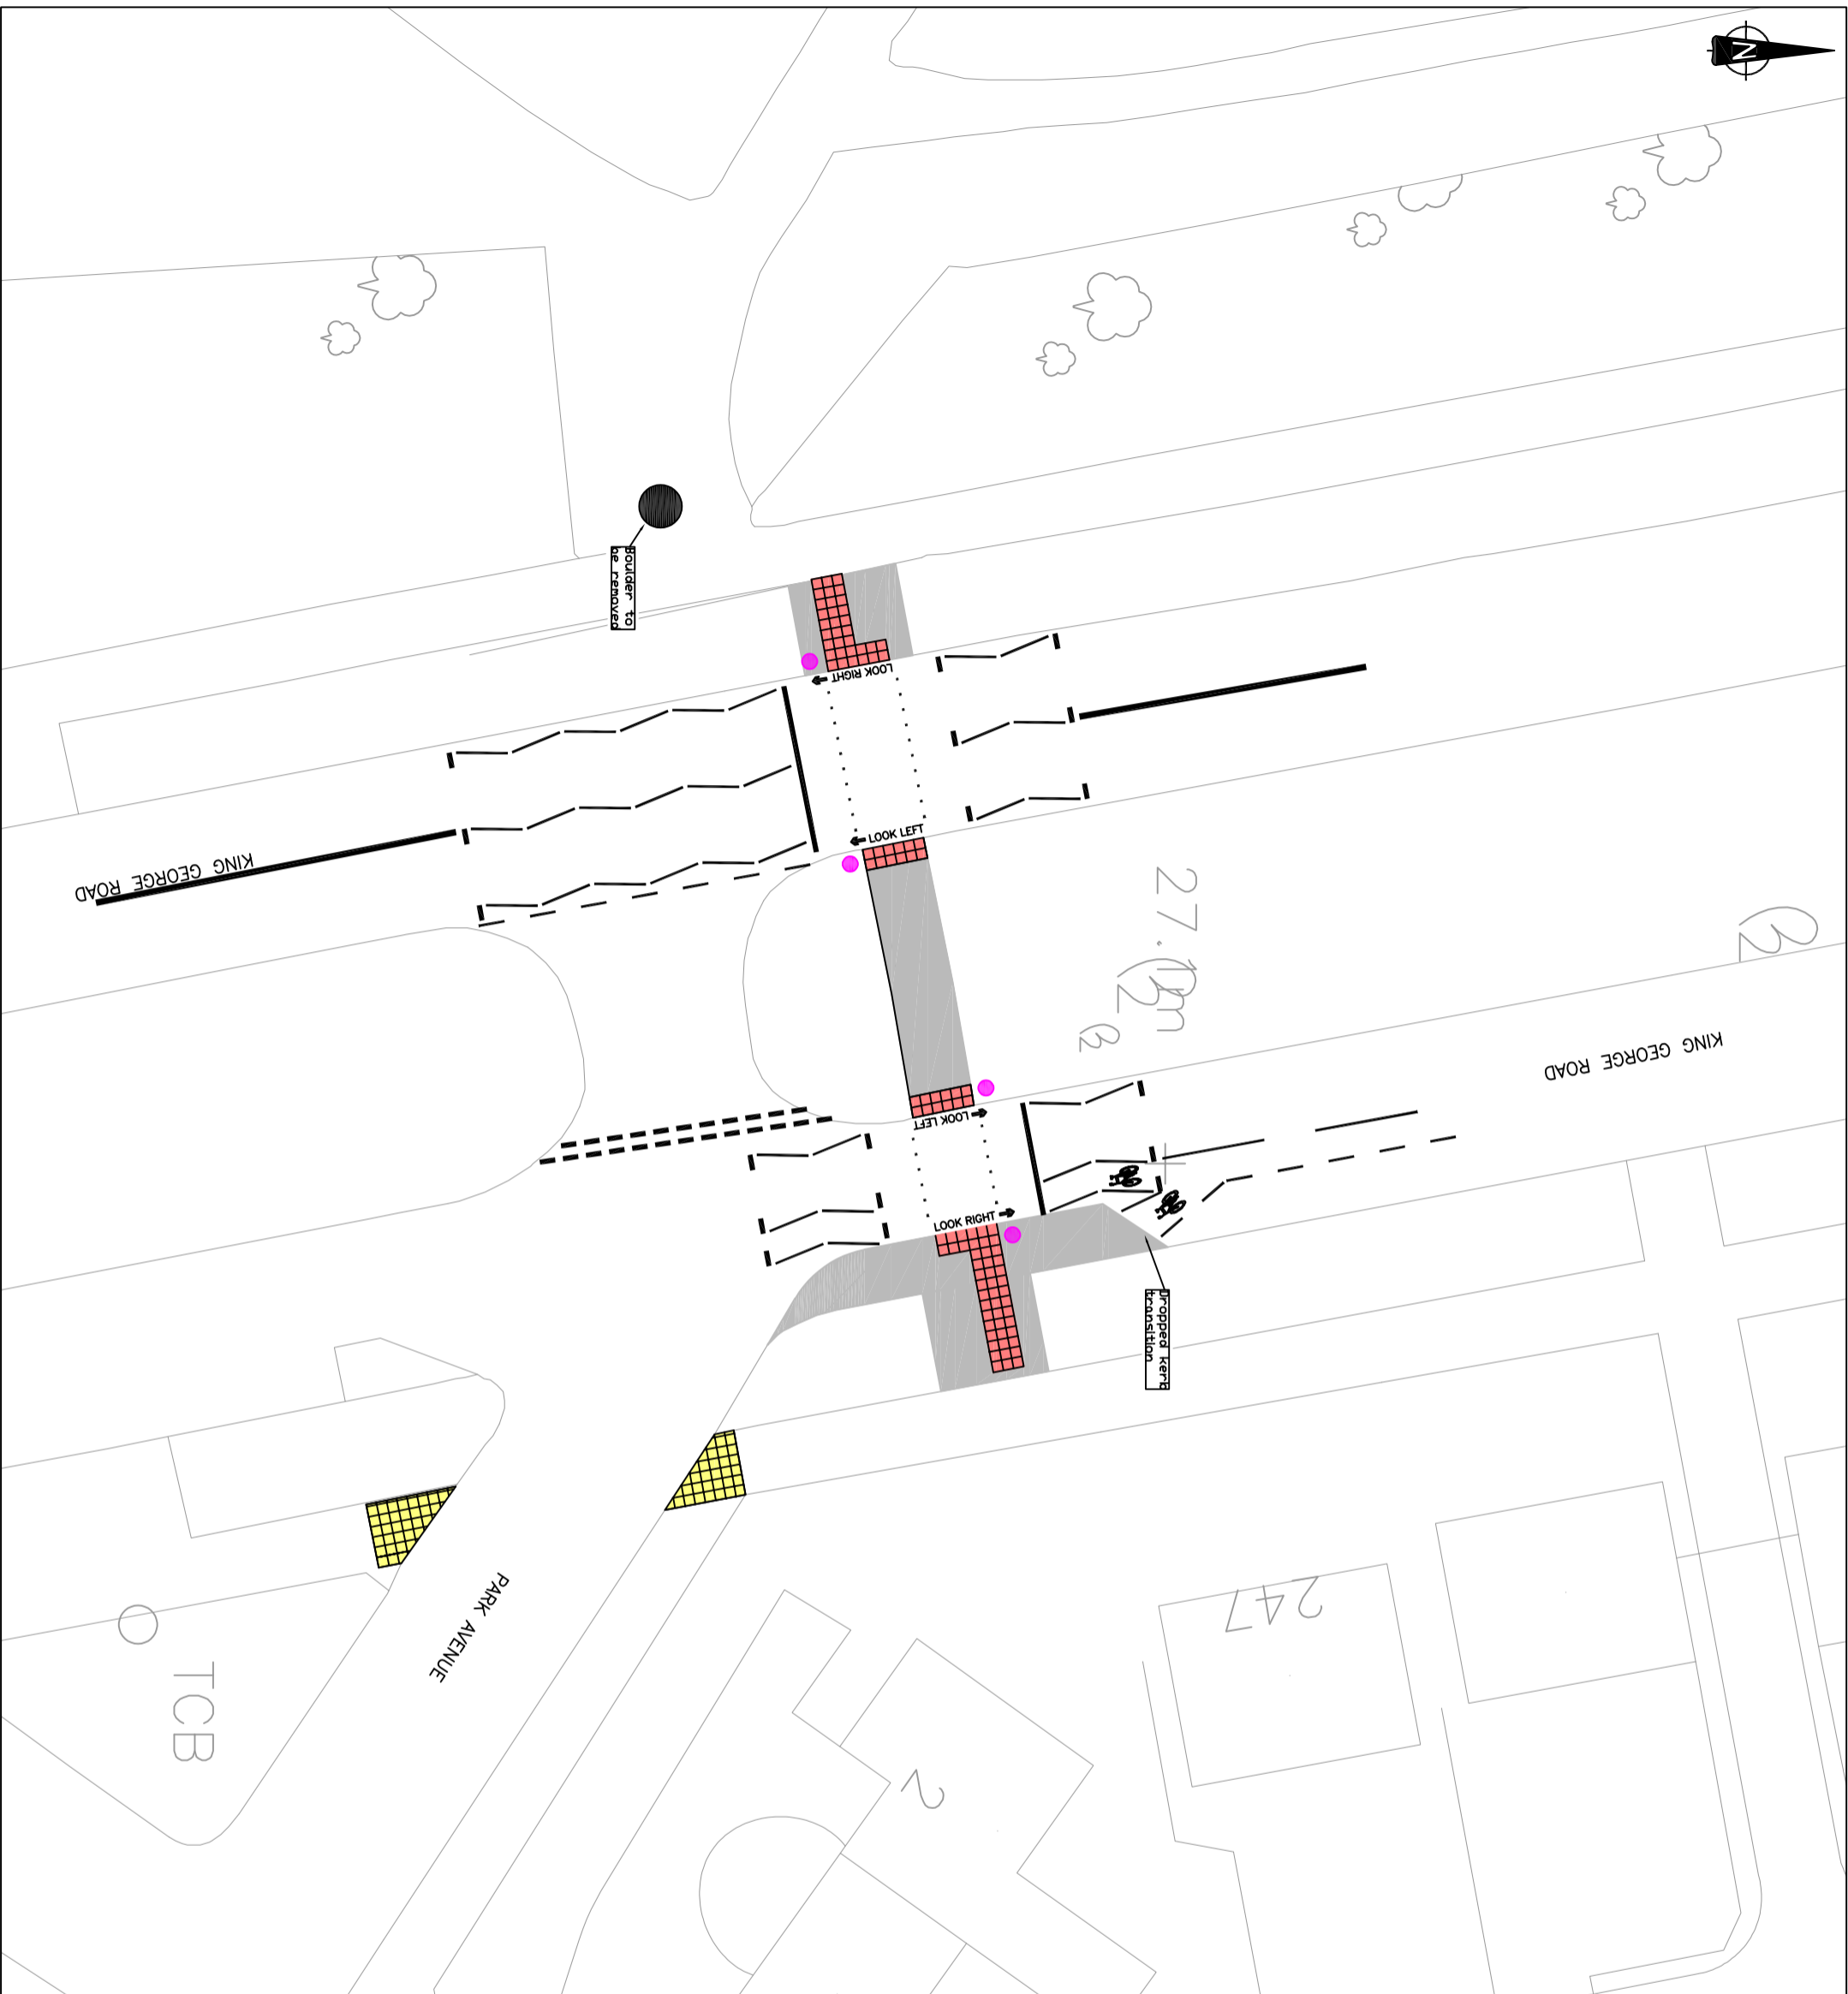 N
Boulder to
be removed
LOOK RIGHT
KING GEORGE ROAD
LOOK LEFT
27.1m
KING GEORGE ROAD
LOOK LEFT
LOOK RIGHT
Dropped kerb
transition
PARK AVENUE
247
TCB
2